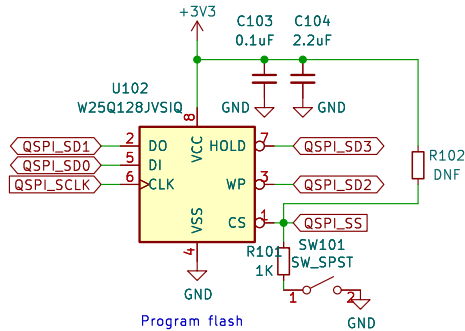 +3V3
C103
0.1uF
C104
2.2uF
GND
GND
U102
W25Q128JVSIQ
8
VCC
QSPI_SD1
2
DO
HOLD
7
QSPI_SD3
QSPI_SD0
5
DI
R102
DNF
QSPI_SCLK
6
CLK
WP
3
QSPI_SD2
VSS
CS
1
QSPI_SS
4
GND
R101
1K
SW101
SW_SPST
1
2
GND
Program flash